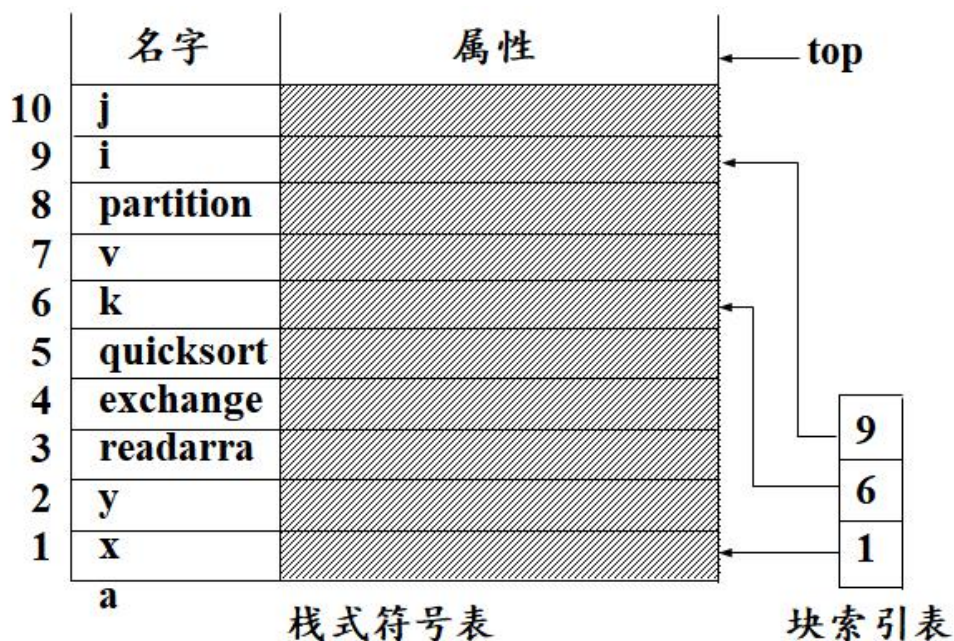 名字 属性 top
10 j
9 i
8 partition
7 v
6 k
5 quicksort
4 exchange 9
3 readarra
2 y 6
1 x 1
a
栈式符号表 块索引表